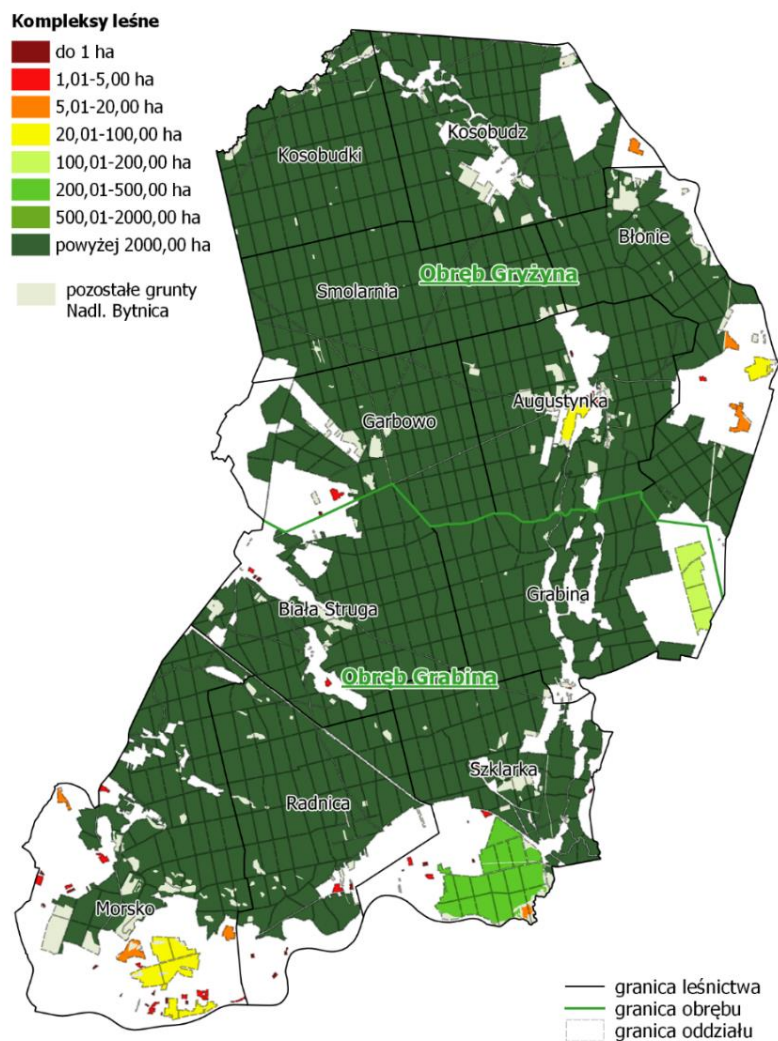 Kompleksy leśne
do 1 ha
1,01-5,00 ha
5,01-20,00 ha
20,01-100,00 ha
100,01-200,00 ha
200,01-500,00 ha
500,01-2000,00 ha
powyżej 2000,00 ha
pozostałe grunty
Nadl. Bytnica
Kosobudz
Kosobudki
Błonie
Obręb Gryżyna
Smolarnia
Augustynka
Garbowo
Grabina
Biała Struga
Obręb Grabina
Szklarka
Radnica
Morsko
granica leśnictwa
granica obrębu
granica oddziału